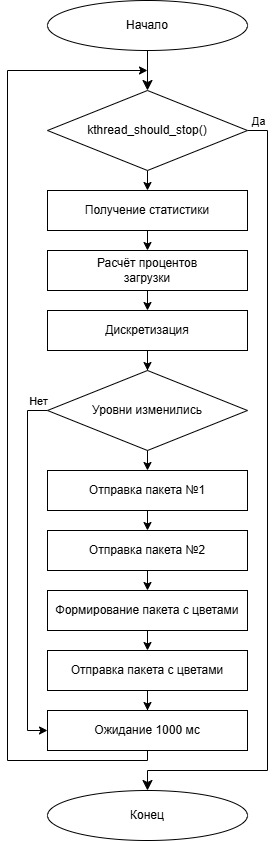 Начало
kthread_should_stop()
Да
Получение статистики
Расчёт процентов
загрузки
Дискретизация
Нет
Уровни изменились
Отправка пакета №1
Отправка пакета №2
Формирование пакета с цветами
Отправка пакета с цветами
Ожидание 1000 мс
Конец